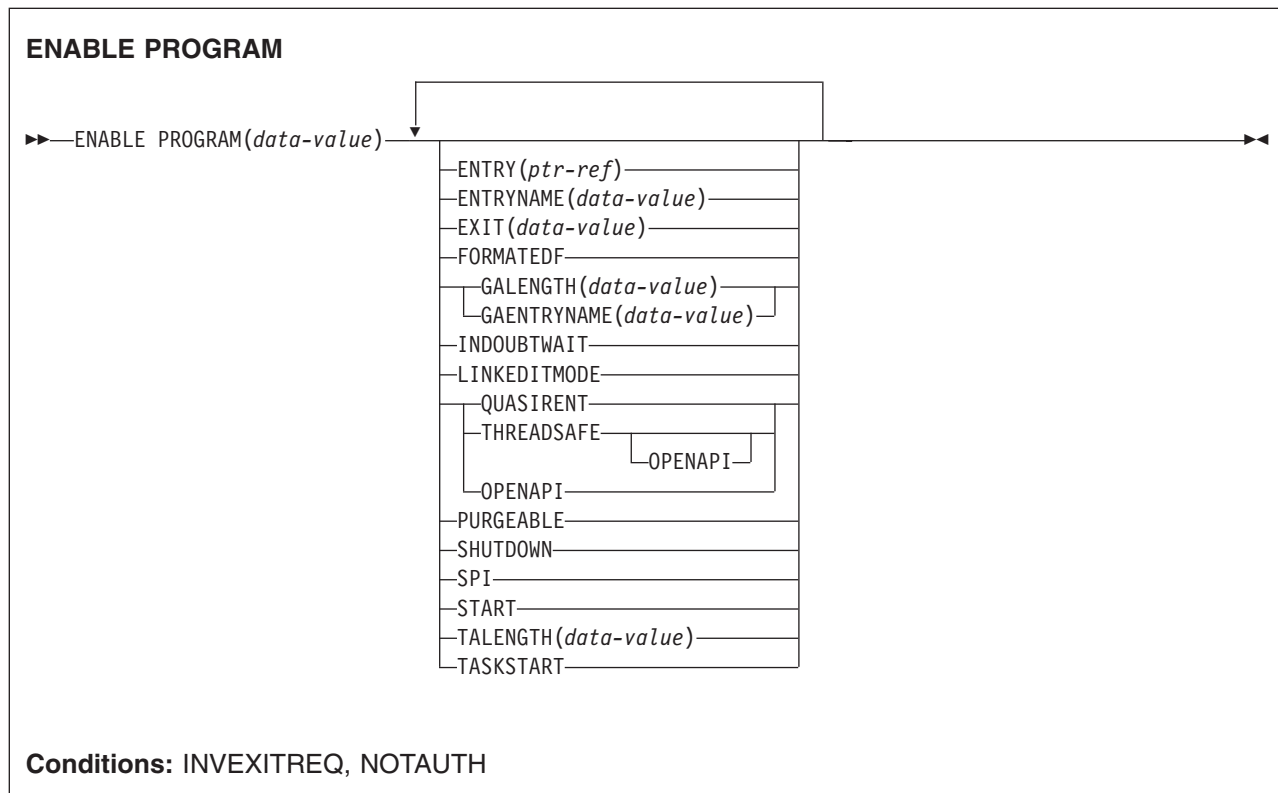 ENABLE PROGRAM
ENABLE PROGRAM(data-value)
ENTRY(ptr-ref)
ENTRYNAME(data-value)
EXIT(data-value)
FORMATEDF
GALENGTH(data-value)
GAENTRYNAME(data-value)
INDOUBTWAIT
LINKEDITMODE
QUASIRENT
THREADSAFE
OPENAPI
OPENAPI
PURGEABLE
SHUTDOWN
SPI
START
TALENGTH(data-value)
TASKSTART
Conditions: INVEXITREQ, NOTAUTH